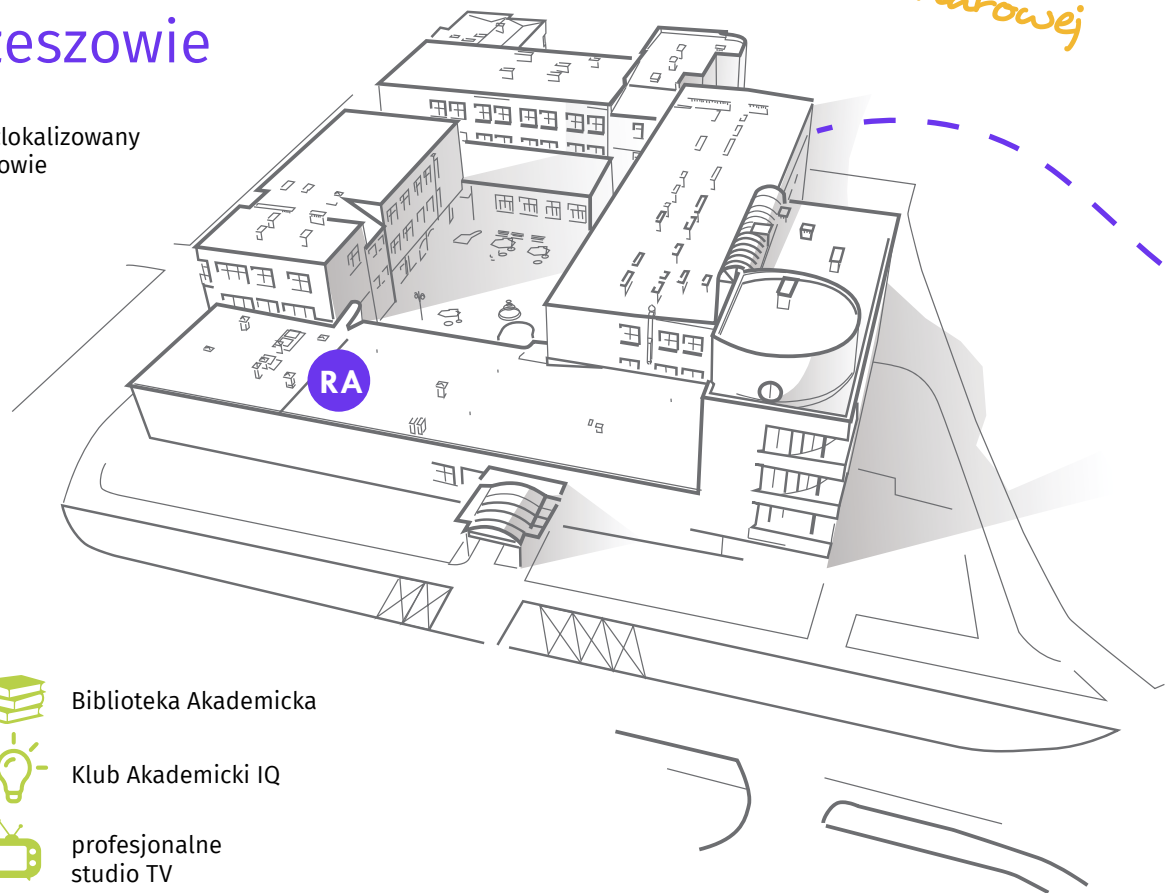 zeszowie
lokalizowany
owie
RA
Biblioteka Akademicka
Klub Akademicki IQ
profesjonalne
studio TV